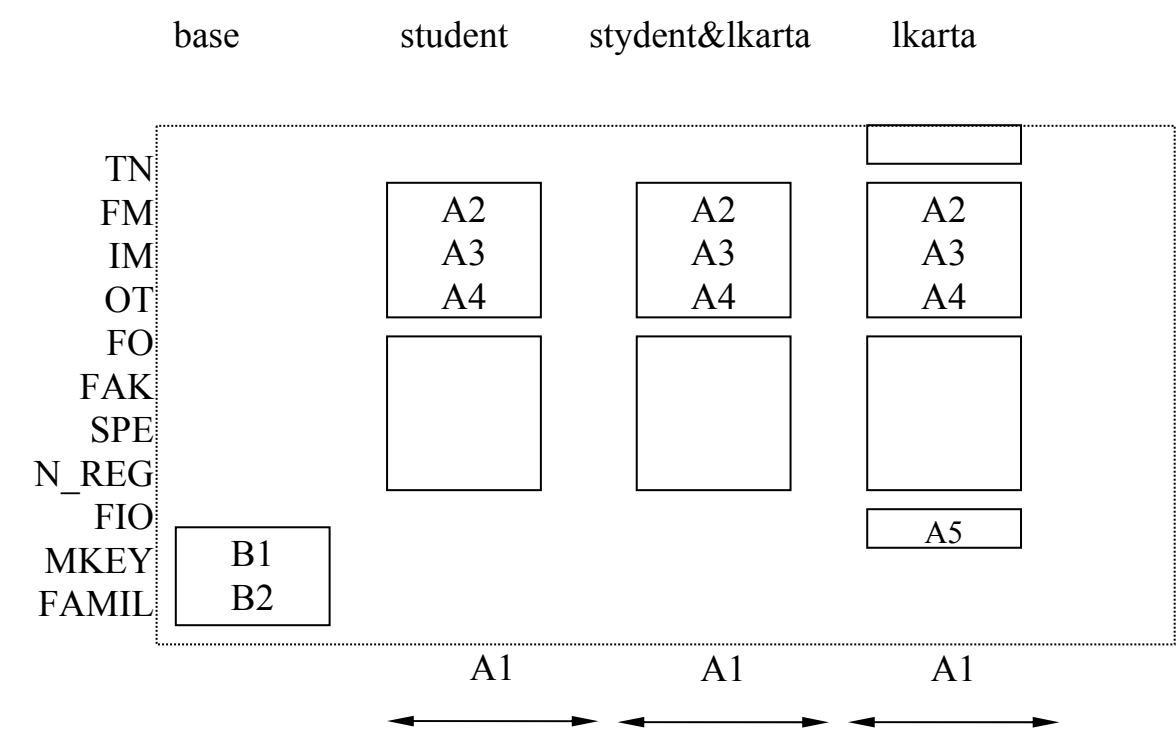 base student stydent&lkarta lkarta
TN
FM A2 A2 A2
IM A3 A3 A3
OT A4 A4 A4
FO
FAK
SPE
N_REG
FIO A5
MKEY B1
FAMIL B2
A1 A1 A1